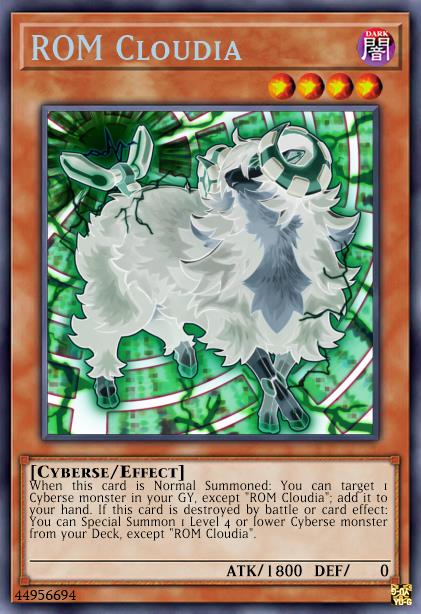 ROM Cloudia
DARK
闇
[Cyberse/Effect]
When this card is Normal Summoned: You can target 1
Cyberse monster in your GY, except "ROM Cloudia"; add it to
your hand. If this card is destroyed by battle or card effect:
You can Special Summon 1 Level 4 or lower Cyberse monster
from your Deck, except "ROM Cloudia".
ATK/1800 DEF/ 0
44956694